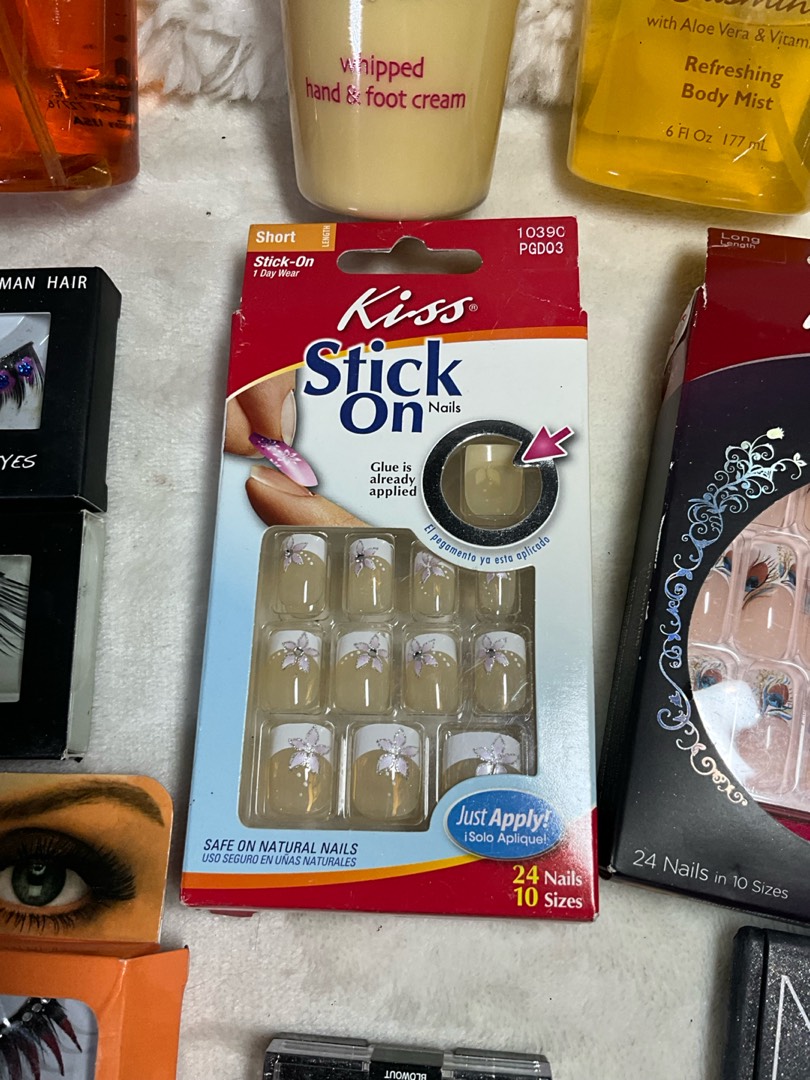 whipped
hand & foot cream
with Aloe Vera &
Refreshing
Body Mist
6 Fl Oz 177 mL
Short
LENGTH
Stick-On
1 Day Wear
1039C
PGD03
Kiss®
Stick
On Nails
Glue is
already
applied
El pegamento ya esta aplicado
Just Apply!
¡Solo Aplique!
SAFE ON NATURAL NAILS
USO SEGURO EN UÑAS NATURALES
24 Nails
10 Sizes
MAN HAIR
YES
Long
Length
24 Nails in 10 Sizes
BLOWOUT
N